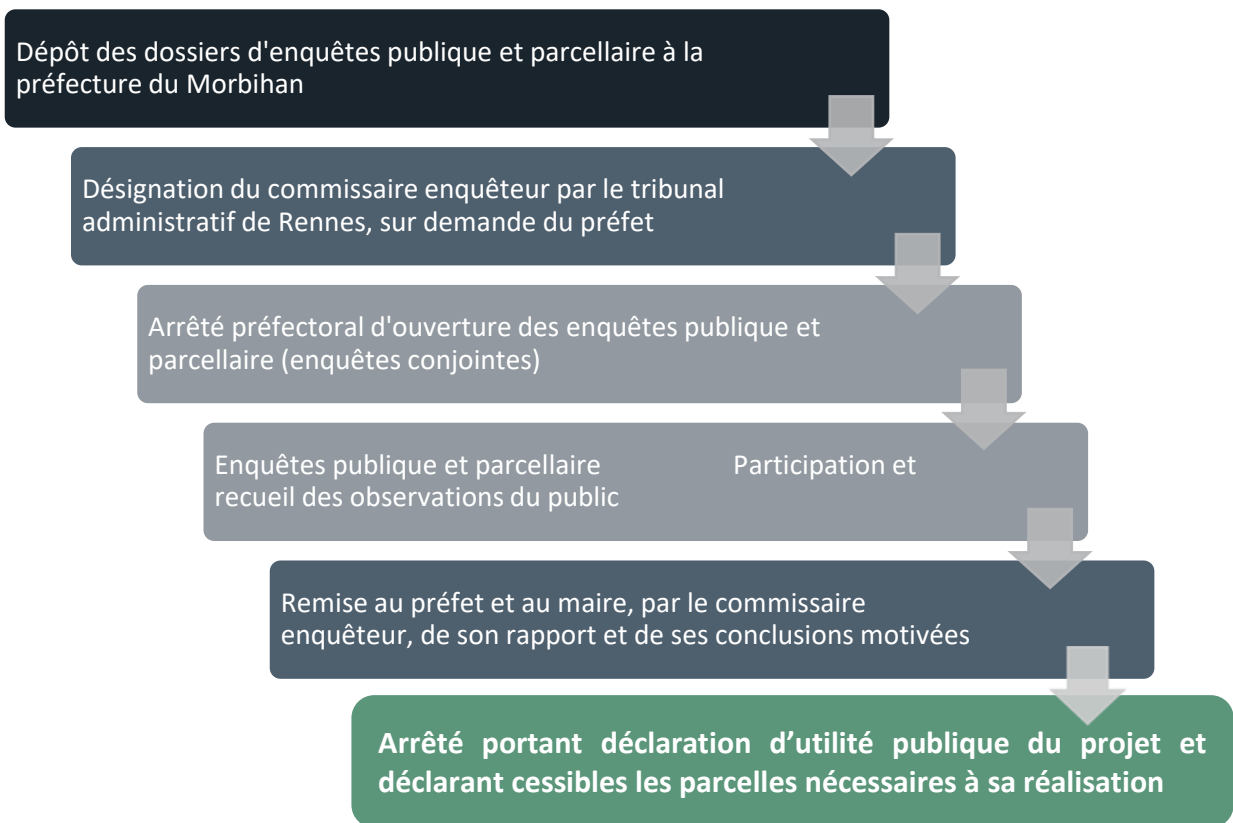 Dépôt des dossiers d'enquêtes publique et parcellaire à la
préfecture du Morbihan
Désignation du commissaire enquêteur par le tribunal
administratif de Rennes, sur demande du préfet
Arrêté préfectoral d'ouverture des enquêtes publique et
parcellaire (enquêtes conjointes)
Enquêtes publique et parcellaire Participation et
recueil des observations du public
Remise au préfet et au maire, par le commissaire
enquêteur, de son rapport et de ses conclusions motivées
Arrêté portant déclaration d’utilité publique du projet et
déclarant cessibles les parcelles nécessaires à sa réalisation